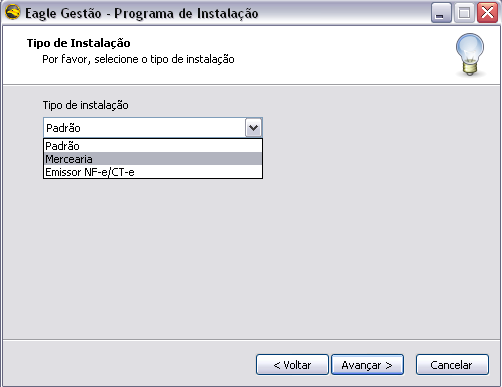 Eagle Gestão - Programa de Instalação
Tipo de Instalação
Por favor, selecione o tipo de instalação
Tipo de instalação
Padrão
Padrão
Mercearia
Emissor NF-e/CT-e
< Voltar
Avançar >
Cancelar